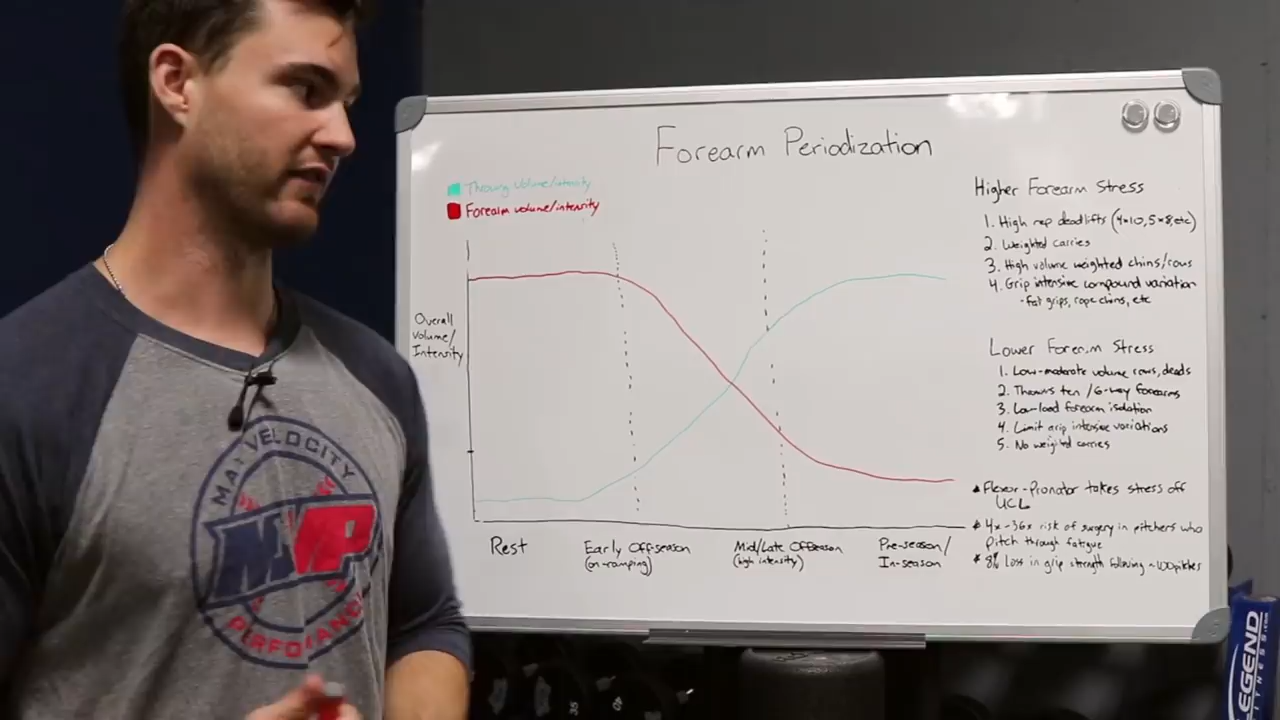 Forearm Periodization
Throwing volume/intensity
Forearm volume/intensity
Overall
Volume/
Intensity
Rest
Early Off-season
(on-ramping)
Mid/Late Offseason
(high intensity)
Pre-season/
In-season
Higher Forearm Stress
1. High rep deadlifts (4x10, 5x8, etc)
2. Weighted carries
3. High volume weighted chins/rows
4. Grip intensive compound variation
-fat grips, rope chins, etc
Lower Forearm Stress
1. Low-moderate volume rows, deads
2. Throwers ten /6-way forearms
3. Low-load forearm isolation
4. Limit grip intensive variations
5. No weighted carries
Flexor-Pronator takes stress off
UCL
* 4x-36x risk of surgery in pitchers who
pitch through fatigue
* 8% loss in grip strength following ~100 pitches
MAX VELOCITY
MVP
PERFORMANCE
LEGEND
FITNESS.com
35